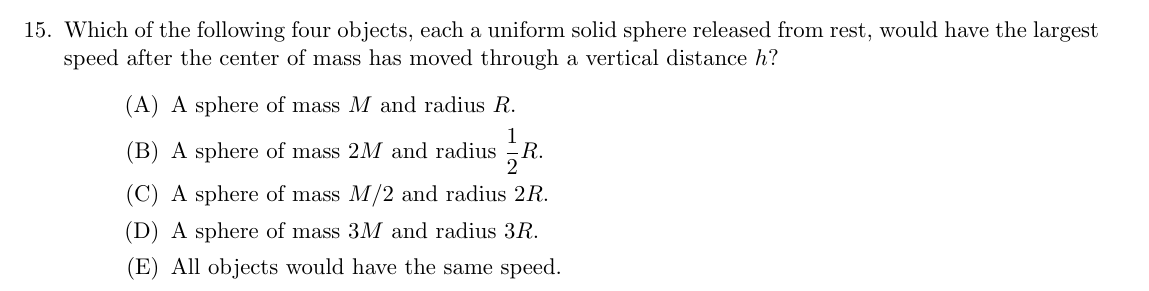 15. Which of the following four objects, each a uniform solid sphere released from rest, would have the largest
speed after the center of mass has moved through a vertical distance h?
(A) A sphere of mass M and radius R.
(B) A sphere of mass 2M and radius 1/2 R.
(C) A sphere of mass M/2 and radius 2R.
(D) A sphere of mass 3M and radius 3R.
(E) All objects would have the same speed.